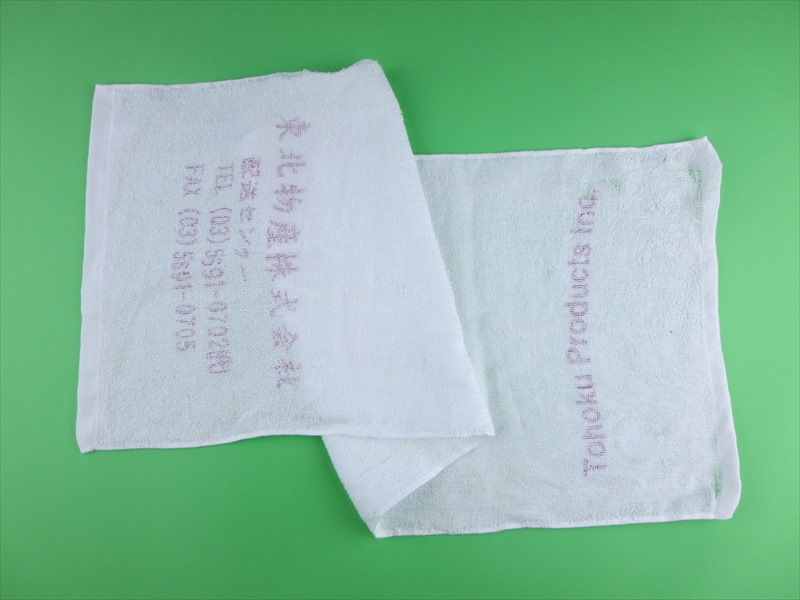 東北物産株式会社
配送センター
TEL (03)5691-0702㈹
FAX (03)5691-0705
Tohoku Products Inc.